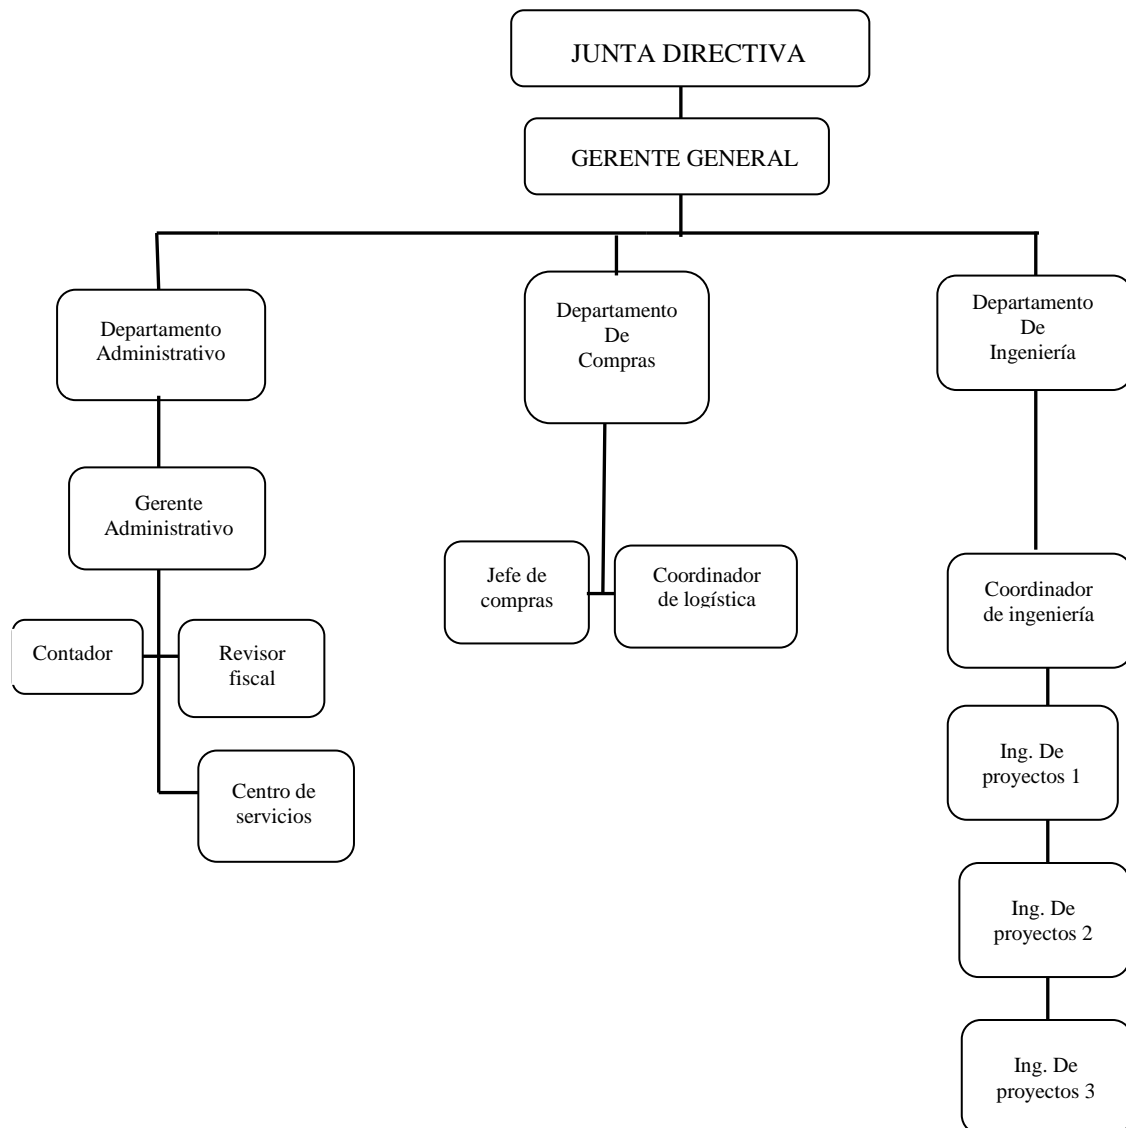 JUNTA DIRECTIVA
GERENTE GENERAL
Departamento
Administrativo
Departamento
De
Compras
Departamento
De
Ingeniería
Gerente
Administrativo
Jefe de
compras
Coordinador
de logística
Coordinador
de ingeniería
Contador
Revisor
fiscal
Centro de
servicios
Ing. De
proyectos 1
Ing. De
proyectos 2
Ing. De
proyectos 3